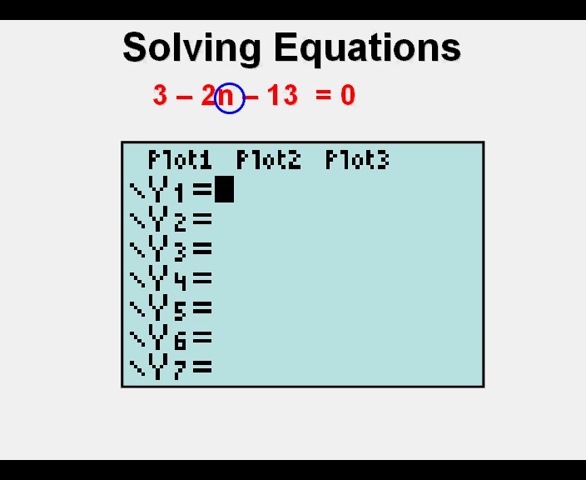 Solving Equations
3 – 2n – 13 = 0
Plot1 Plot2 Plot3
\Y1=
\Y2=
\Y3=
\Y4=
\Y5=
\Y6=
\Y7=